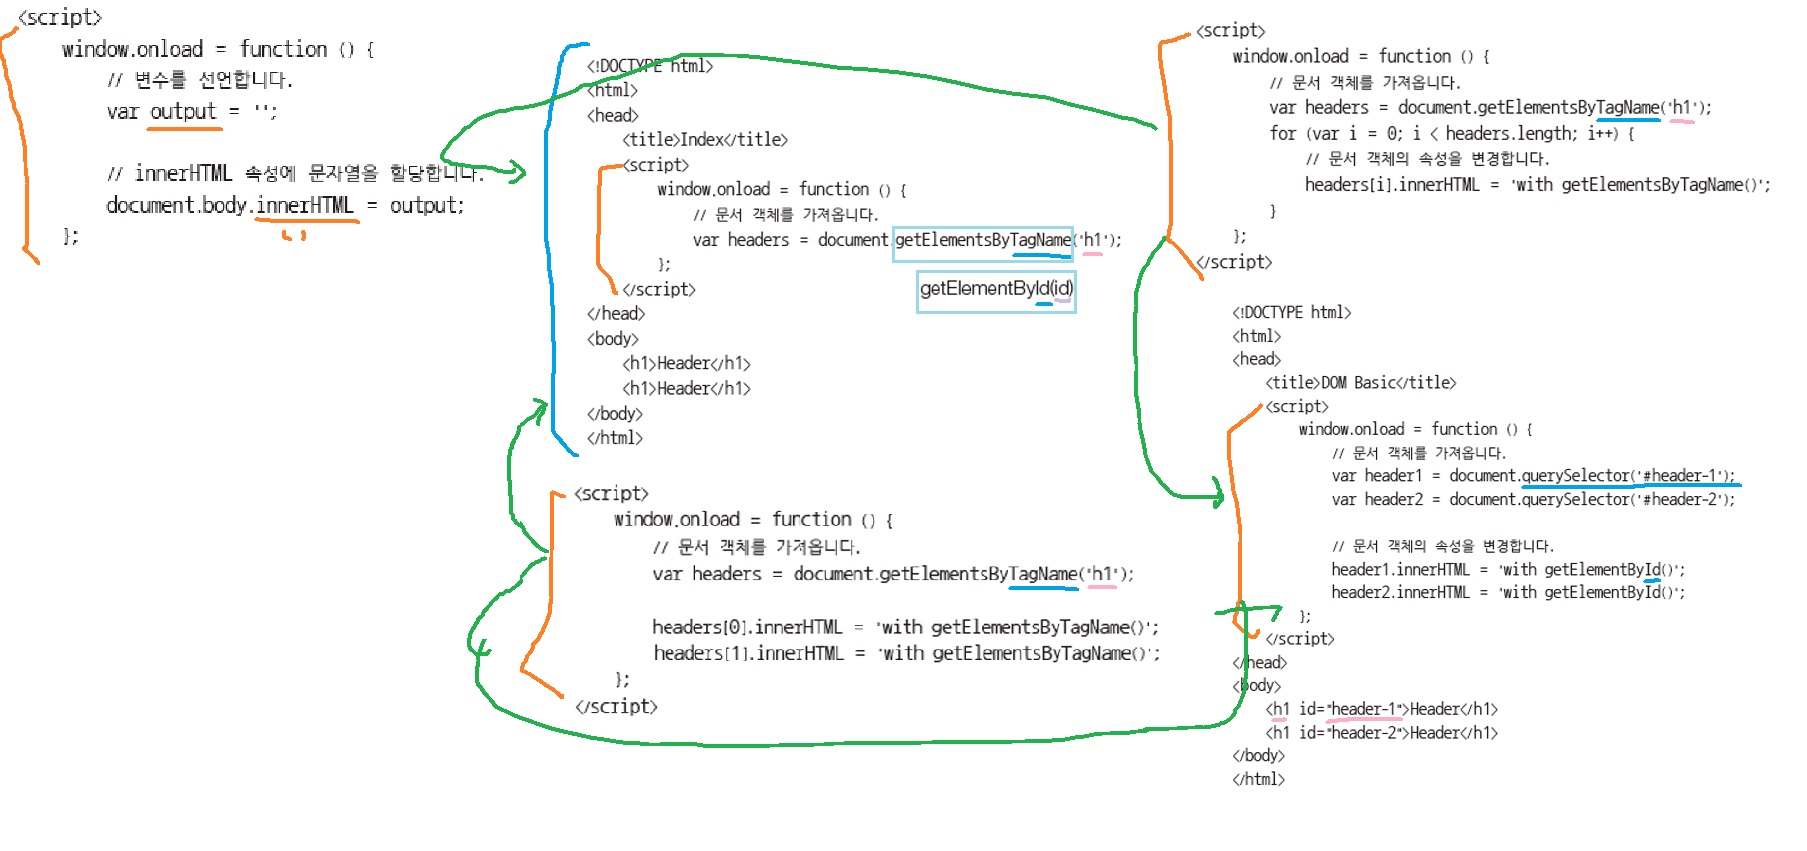 <script>
window.onload = function () {
// 변수를 선언합니다.
var output = '';
// innerHTML 속성에 문자열을 할당합니다.
document.body.innerHTML = output;
};
<!DOCTYPE html>
<html>
<head>
<title>Index</title>
<script>
window.onload = function () {
// 문서 객체를 가져옵니다.
var headers = document.getElementsByTagName('h1');
};
getElementById(id)
</script>
</head>
<body>
<h1>Header</h1>
<h1>Header</h1>
</body>
</html>
<script>
window.onload = function () {
// 문서 객체를 가져옵니다.
var headers = document.getElementsByTagName('h1');
headers[0].innerHTML = 'with getElementsByTagName()';
headers[1].innerHTML = 'with getElementsByTagName()';
};
</script>
<script>
window.onload = function () {
// 문서 객체를 가져옵니다.
var headers = document.getElementsByTagName('h1');
for (var i = 0; i < headers.length; i++) {
// 문서 객체의 속성을 변경합니다.
headers[i].innerHTML = 'with getElementsByTagName()';
}
};
</script>
<!DOCTYPE html>
<html>
<head>
<title>DOM Basic</title>
<script>
window.onload = function () {
// 문서 객체를 가져옵니다.
var header1 = document.querySelector('#header-1');
var header2 = document.querySelector('#header-2');
// 문서 객체의 속성을 변경합니다.
header1.innerHTML = 'with getElementById()';
header2.innerHTML = 'with getElementById()';
};
</script>
</head>
<body>
<h1 id="header-1">Header</h1>
<h1 id="header-2">Header</h1>
</body>
</html>